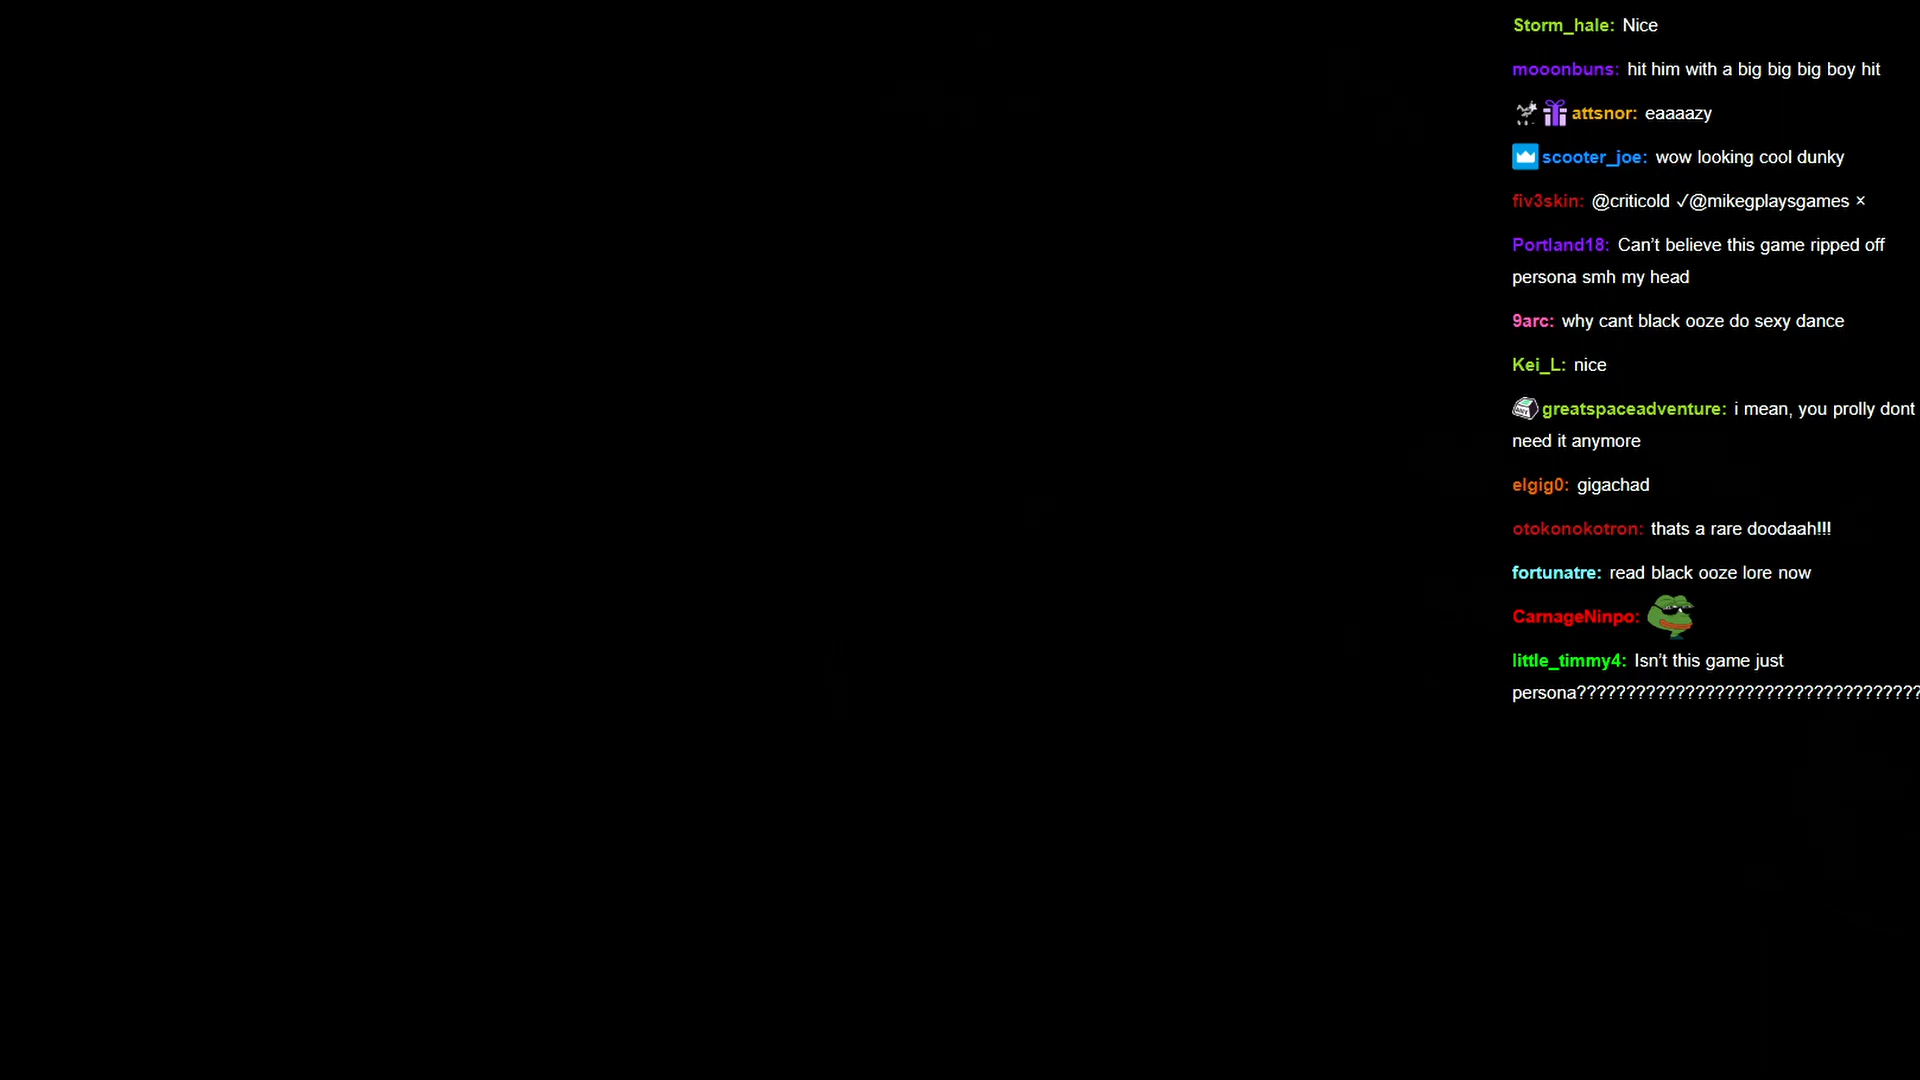 Storm_hale: Nice
mooonbuns: hit him with a big big big boy hit
attsnor: eaaaazy
scooter_joe: wow looking cool dunky
fiv3skin: @criticold ✓@mikegplaysgames ×
Portland18: Can’t believe this game ripped off
persona smh my head
9arc: why cant black ooze do sexy dance
Kei_L: nice
greatspaceadventure: i mean, you prolly dont
need it anymore
elgig0: gigachad
otokonokotron: thats a rare doodaah!!!
fortunatre: read black ooze lore now
CarnageNinpo:
little_timmy4: Isn’t this game just
persona??????????????????????????????????